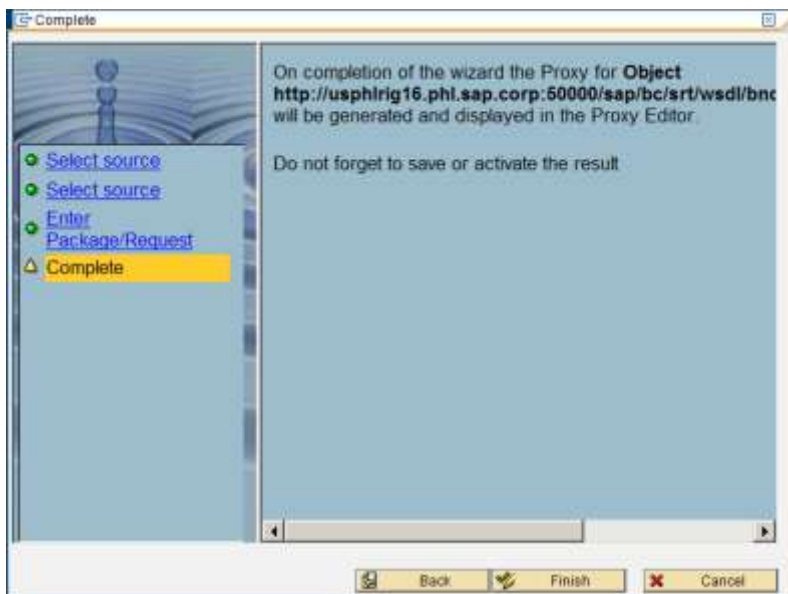 Complete
On completion of the wizard the Proxy for Object
http://usphlrig16.phl.sap.corp:50000/sap/bc/srt/wsdl/bnd
will be generated and displayed in the Proxy Editor.
Do not forget to save or activate the result
Select source
Select source
Enter
Package/Request
Complete
Back
Finish
Cancel